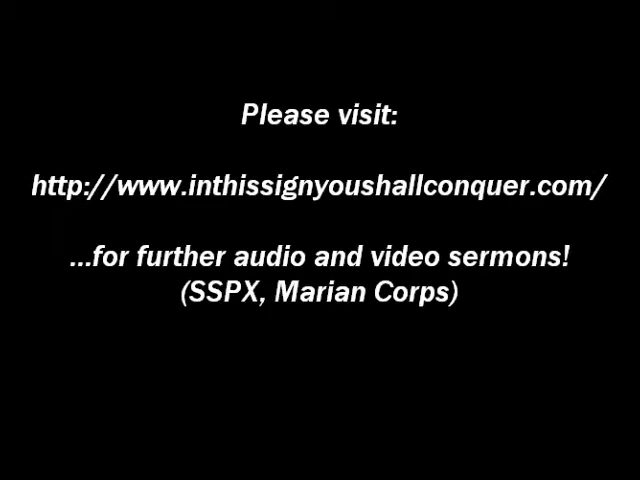 Please visit:
http://www.inthissignyoushallconquer.com/
...for further audio and video sermons!
(SSPX, Marian Corps)